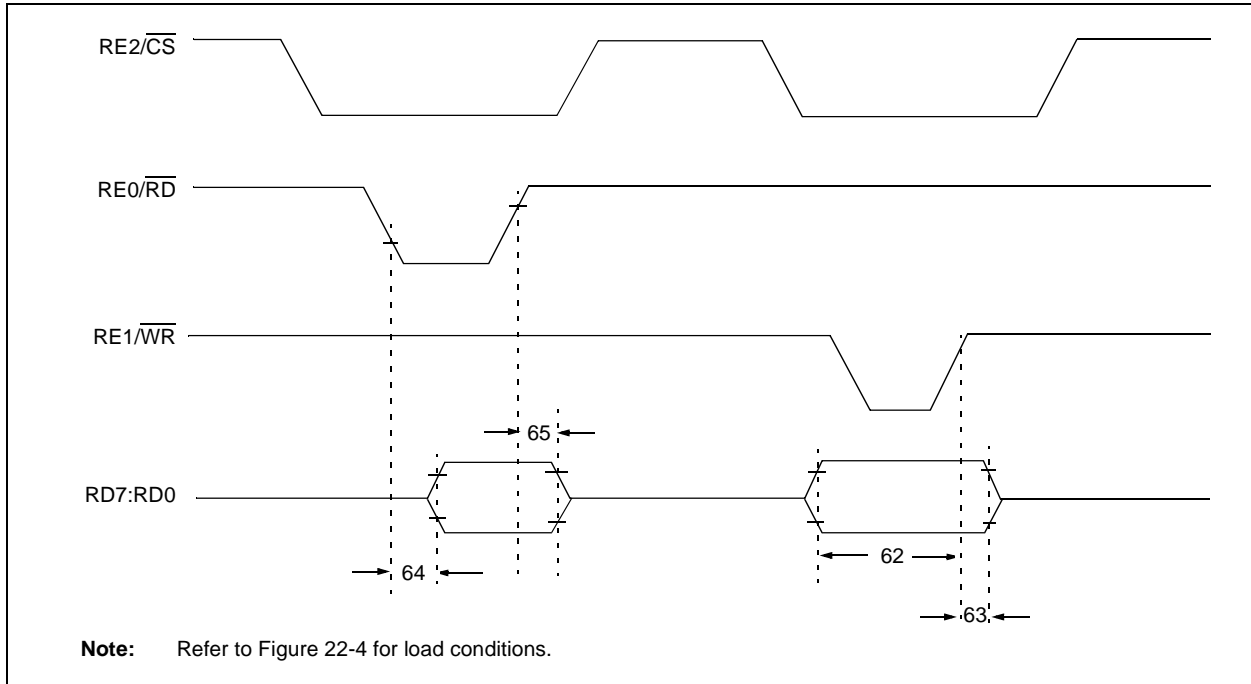 RE2/CS
RE0/RD
RE1/WR
65
RD7:RD0
62
64
63
Note: Refer to Figure 22-4 for load conditions.